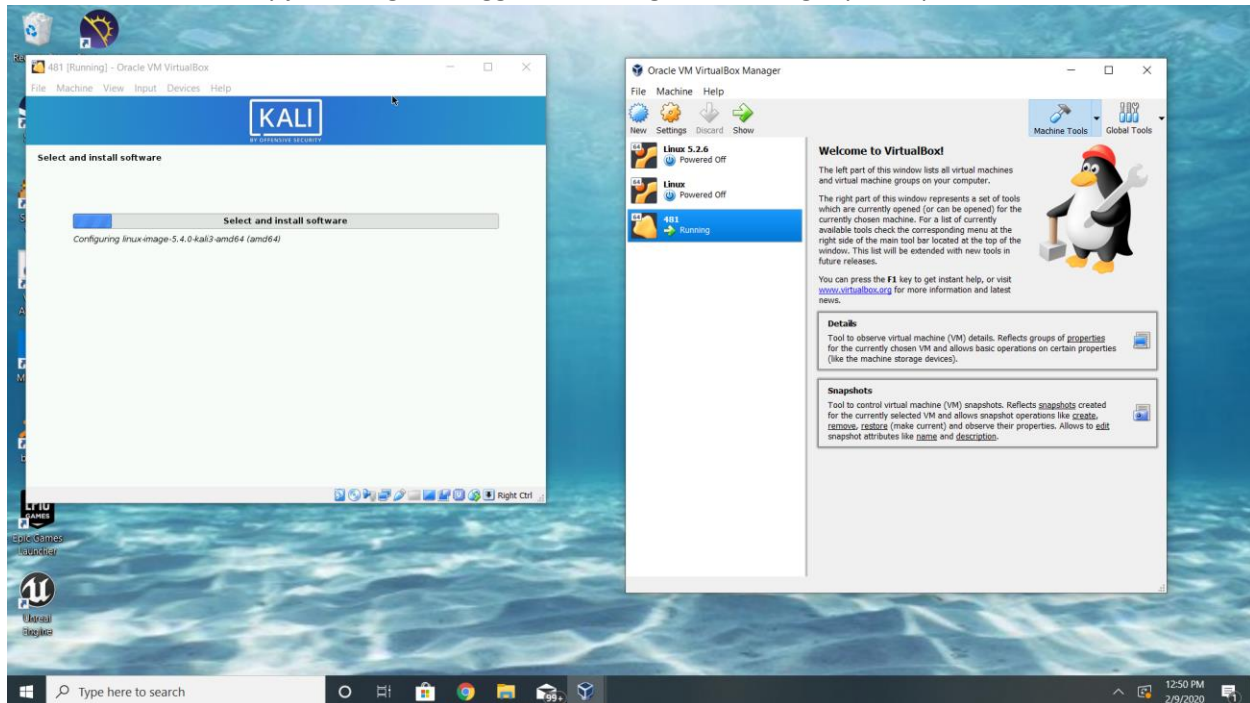 481 [Running] - Oracle VM VirtualBox
File Machine View Input Devices Help
KALI
BY OFFENSIVE SECURITY
Select and install software
Select and install software
Configuring linux-image-5.4.0-kali3-amd64 (amd64)
Right Ctrl
Oracle VM VirtualBox Manager
File Machine Help
New Settings Discard Show
Machine Tools Global Tools
64 Linux 5.2.6
Powered Off
64 Linux
Powered Off
64 481
Running
Welcome to VirtualBox!
The left part of this window lists all virtual machines
and virtual machine groups on your computer.
The right part of this window represents a set of tools
which are currently opened (or can be opened) for the
currently chosen machine. For a list of currently
available tools check the corresponding menu at the
right side of the main tool bar located at the top of the
window. This list will be extended with new tools in
future releases.
You can press the F1 key to get instant help, or visit
www.virtualbox.org for more information and latest
news.
Details
Tool to observe virtual machine (VM) details. Reflects groups of properties
for the currently chosen VM and allows basic operations on certain properties
(like the machine storage devices).
Snapshots
Tool to control virtual machine (VM) snapshots. Reflects snapshots created
for the currently selected VM and allows snapshot operations like create,
remove, restore (make current) and observe their properties. Allows to edit
snapshot attributes like name and description.
GAMES
Epic Games
Launcher
Unreal
Engine
Type here to search
99+
12:50 PM
2/9/2020
1